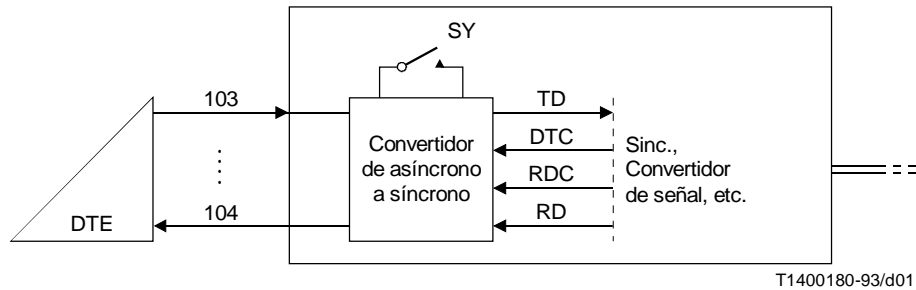 SY
103
TD
DTC
RDC
RD
104
DTE
Convertidor
de asíncrono
a síncrono
Sinc.,
Convertidor
de señal, etc.
T1400180-93/d01